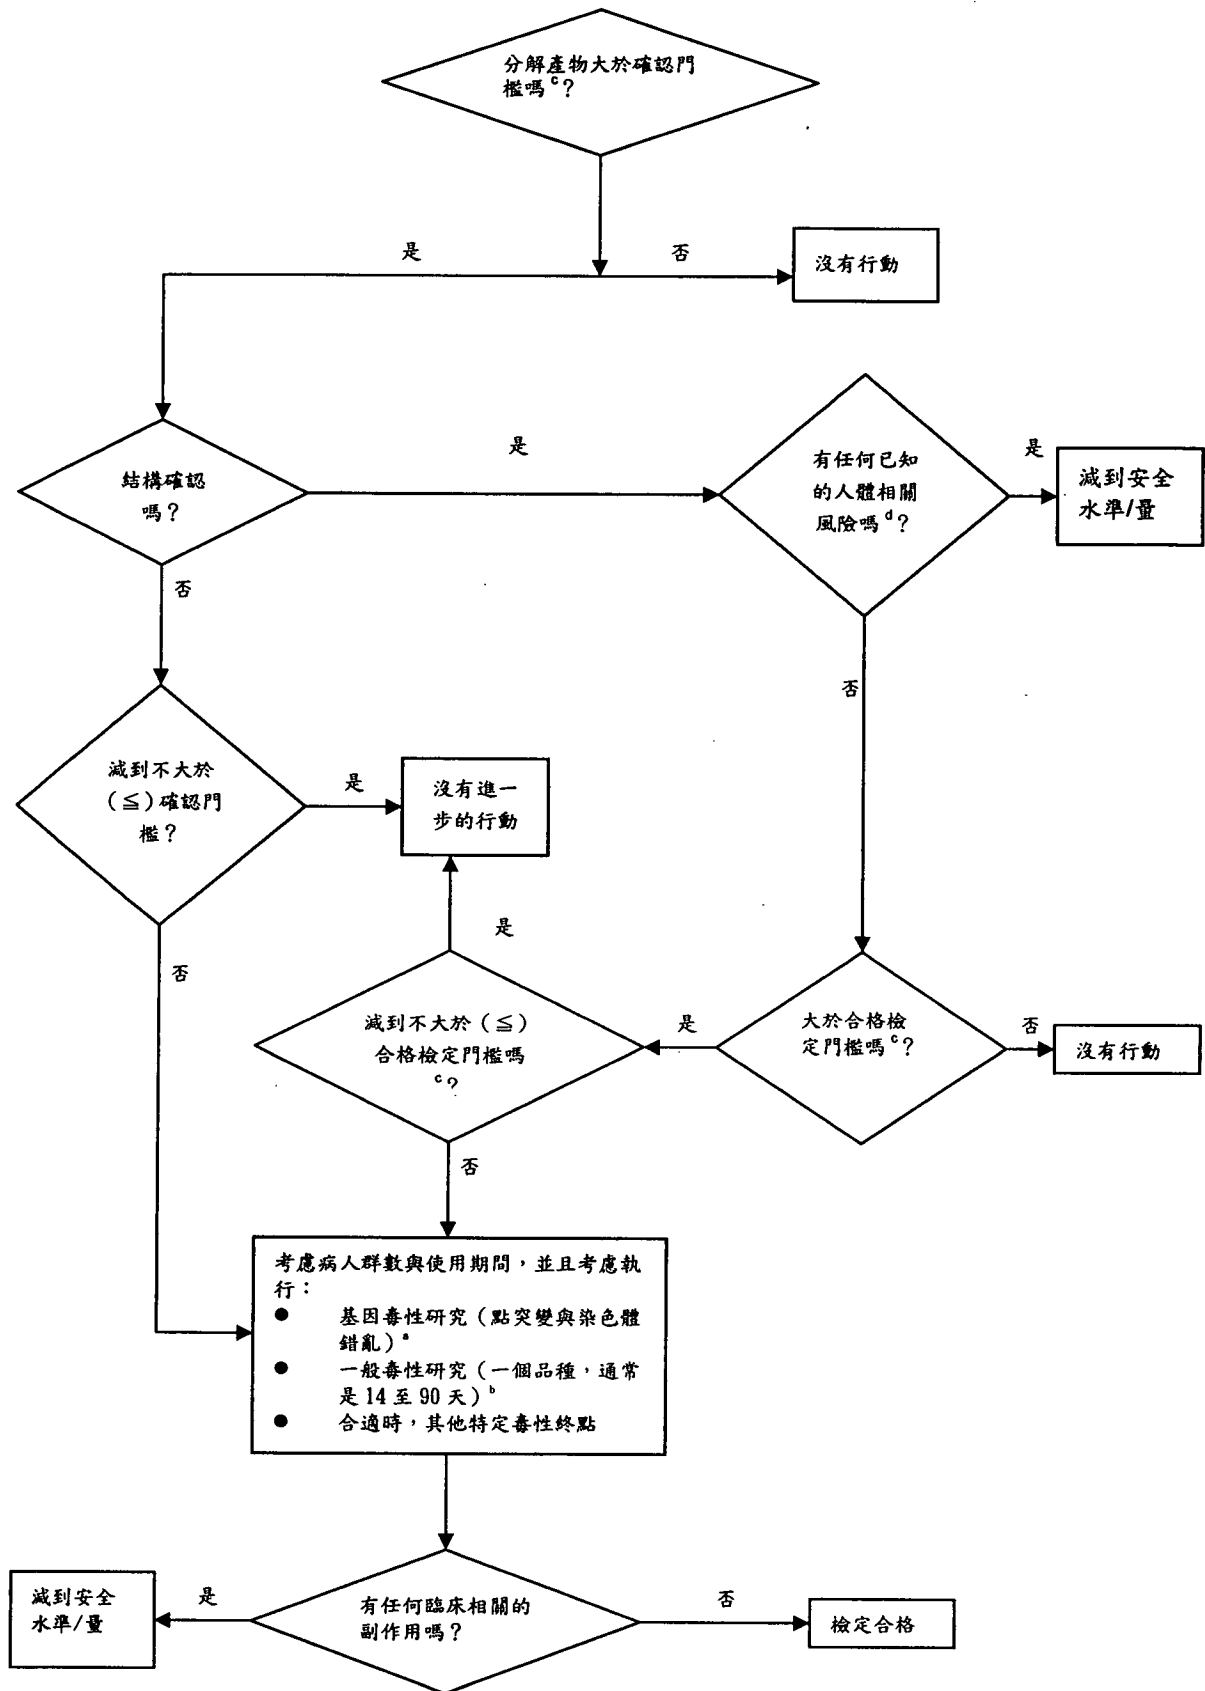 分解產物大於確認門
檻嗎ᶜ？
是
否
沒有行動
結構確認
嗎？
是
有任何已知
的人體相關
風險嗎ᵈ？
是
減到安全
水準/量
否
否
減到不大於
（≦）確認門
檻？
是
沒有進一
步的行動
是
否
減到不大於（≦）
合格檢定門檻嗎
ᶜ？
是
大於合格檢
定門檻嗎ᶜ？
否
沒有行動
否
考慮病人群數與使用期間，並且考慮執
行：
● 基因毒性研究（點突變與染色體
錯亂）ᵃ
● 一般毒性研究（一個品種，通常
是 14 至 90 天）ᵇ
● 合適時，其他特定毒性終點
減到安全
水準/量
是
有任何臨床相關的
副作用嗎？
否
檢定合格